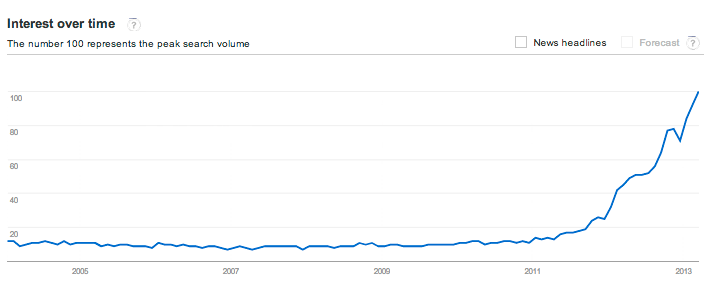 Interest over time ?
The number 100 represents the peak search volume
News headlines Forecast ?
100
80
60
40
20
2005 2007 2009 2011 2013